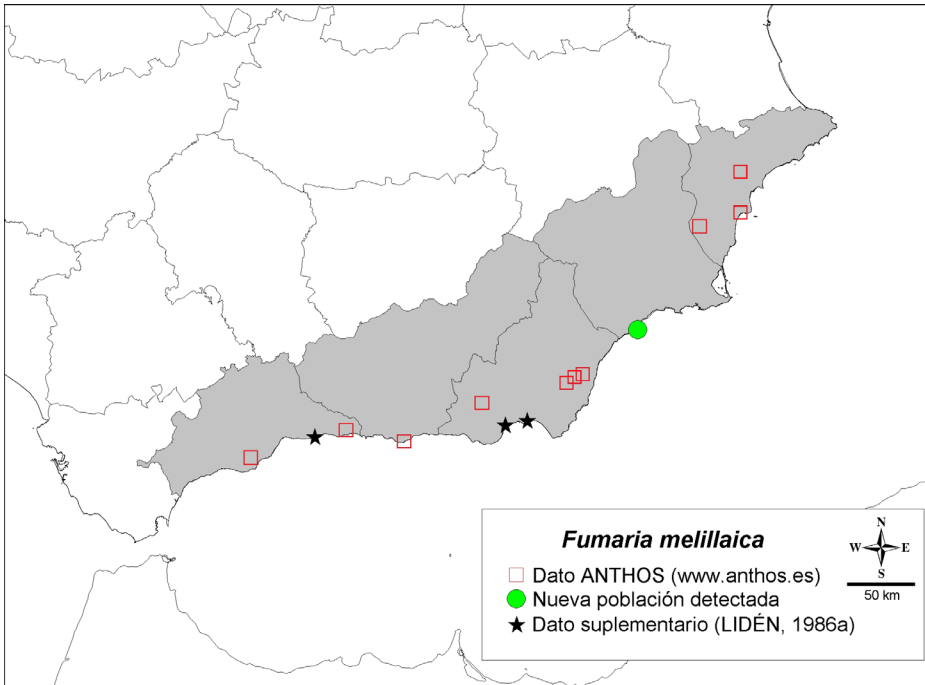 Fumaria melillaica
N
W E
S
50 km
Dato ANTHOS (www.anthos.es)
Nueva población detectada
Dato suplementario (LIDÉN, 1986a)